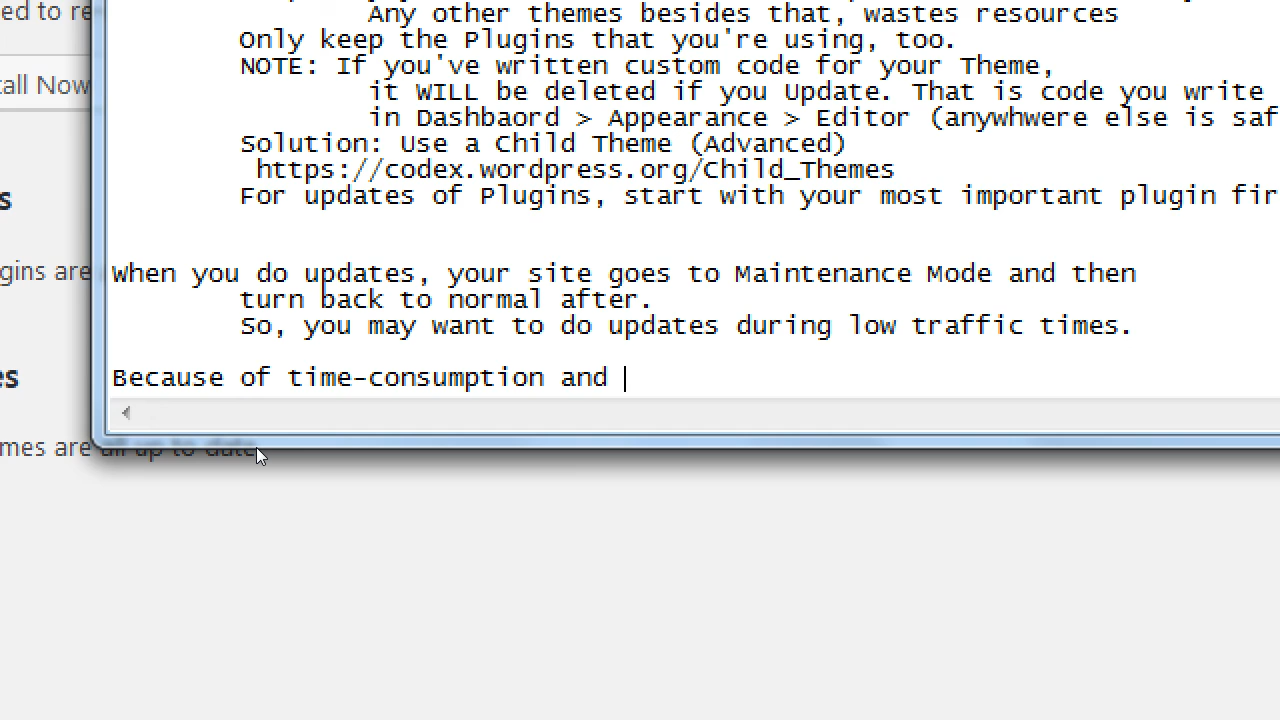 ed to re
Any other themes besides that, wastes resources
Only keep the Plugins that you're using, too.
NOTE: If you've written custom code for your Theme,
tall Now
it WILL be deleted if you Update. That is code you write
in Dashbaord > Appearance > Editor (anywhwere else is saf
Solution: Use a Child Theme (Advanced)
https://codex.wordpress.org/Child_Themes
s
For updates of Plugins, start with your most important plugin fir
gins are
When you do updates, your site goes to Maintenance Mode and then
turn back to normal after.
So, you may want to do updates during low traffic times.
es
Because of time-consumption and
mes are all up to date.